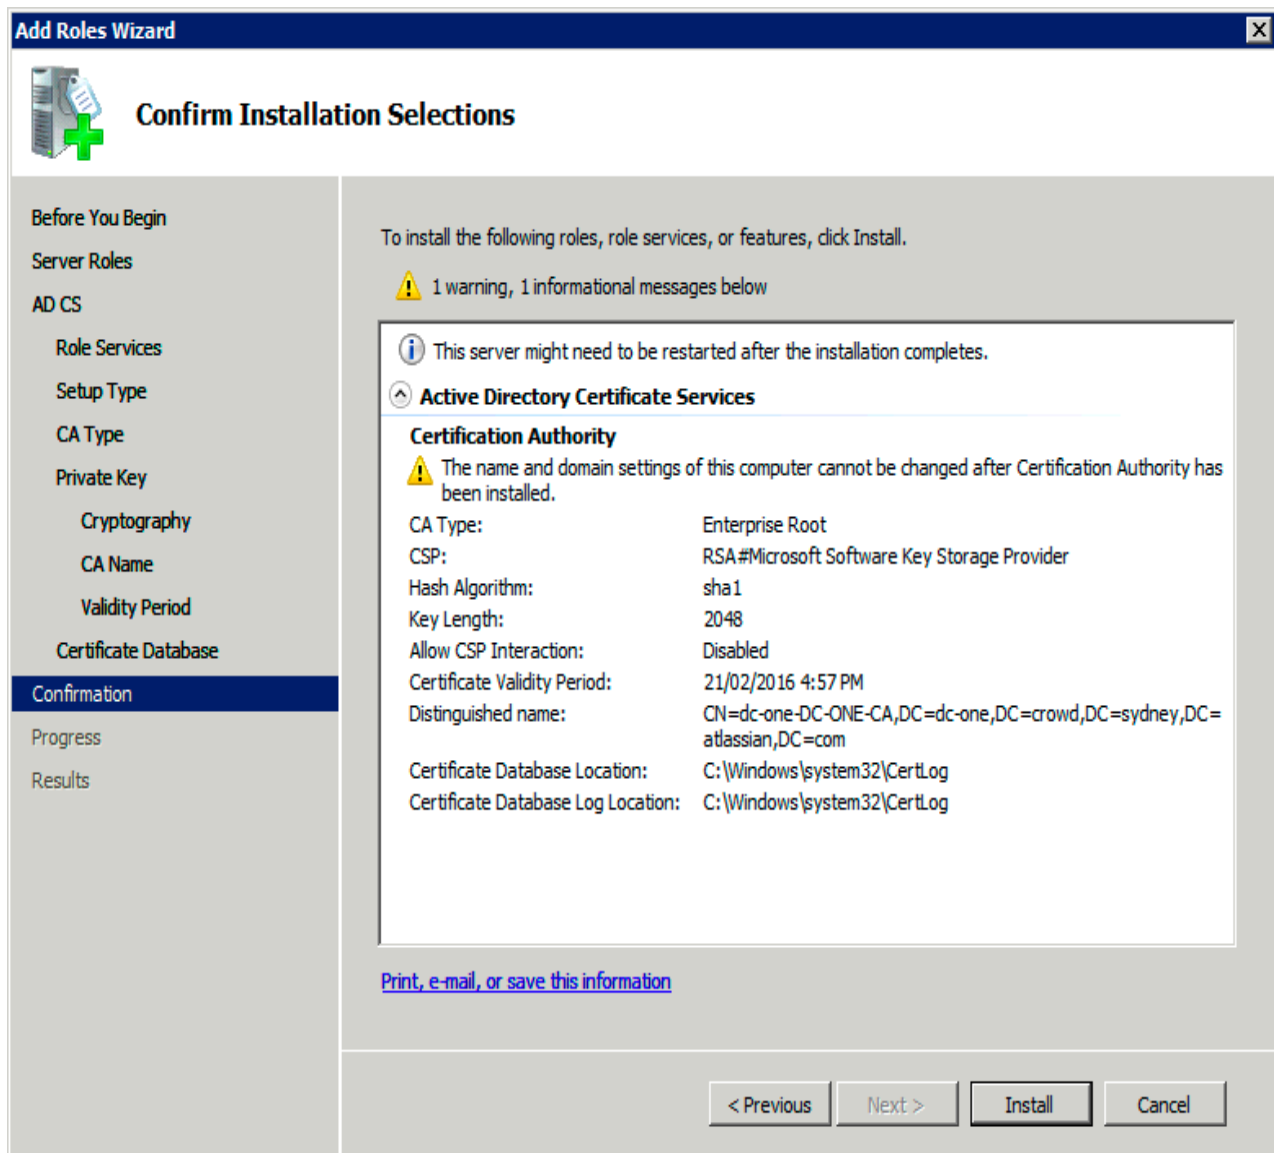 Add Roles Wizard
Confirm Installation Selections
Before You Begin
Server Roles
AD CS
Role Services
Setup Type
CA Type
Private Key
Cryptography
CA Name
Validity Period
Certificate Database
Confirmation
Progress
Results
To install the following roles, role services, or features, click Install.
1 warning, 1 informational messages below
This server might need to be restarted after the installation completes.
Active Directory Certificate Services
Certification Authority
The name and domain settings of this computer cannot be changed after Certification Authority has
been installed.
CA Type: Enterprise Root
CSP: RSA#Microsoft Software Key Storage Provider
Hash Algorithm: sha1
Key Length: 2048
Allow CSP Interaction: Disabled
Certificate Validity Period: 21/02/2016 4:57 PM
Distinguished name: CN=dc-one-DC-ONE-CA,DC=dc-one,DC=crowd,DC=sydney,DC=
atlassian,DC=com
Certificate Database Location: C:\Windows\system32\CertLog
Certificate Database Log Location: C:\Windows\system32\CertLog
Print, e-mail, or save this information
< Previous Next > Install Cancel